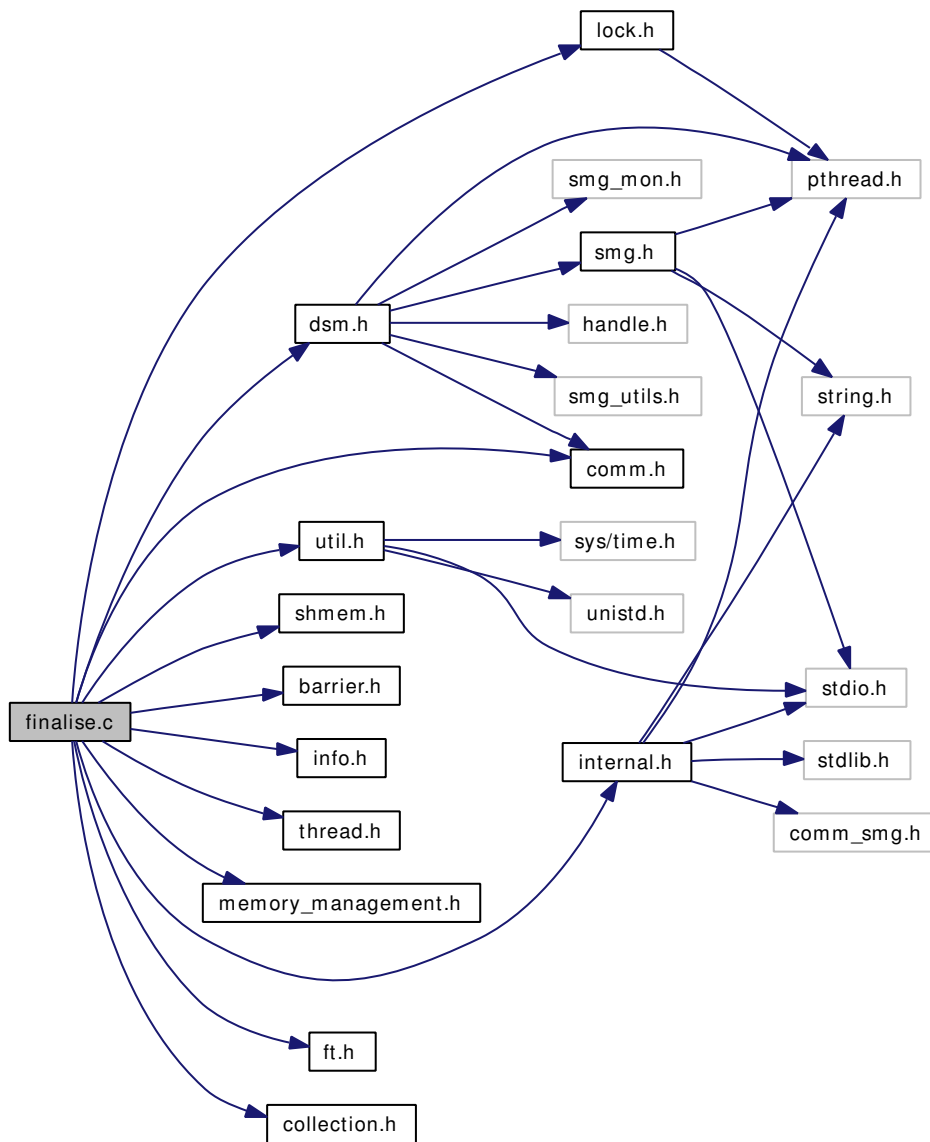 lock.h
smg_mon.h
pthread.h
smg.h
dsm.h
handle.h
smg_utils.h
string.h
comm.h
util.h
sys/time.h
shmem.h
unistd.h
barrier.h
stdio.h
finalise.c
info.h
internal.h
stdlib.h
thread.h
comm_smg.h
memory_management.h
ft.h
collection.h